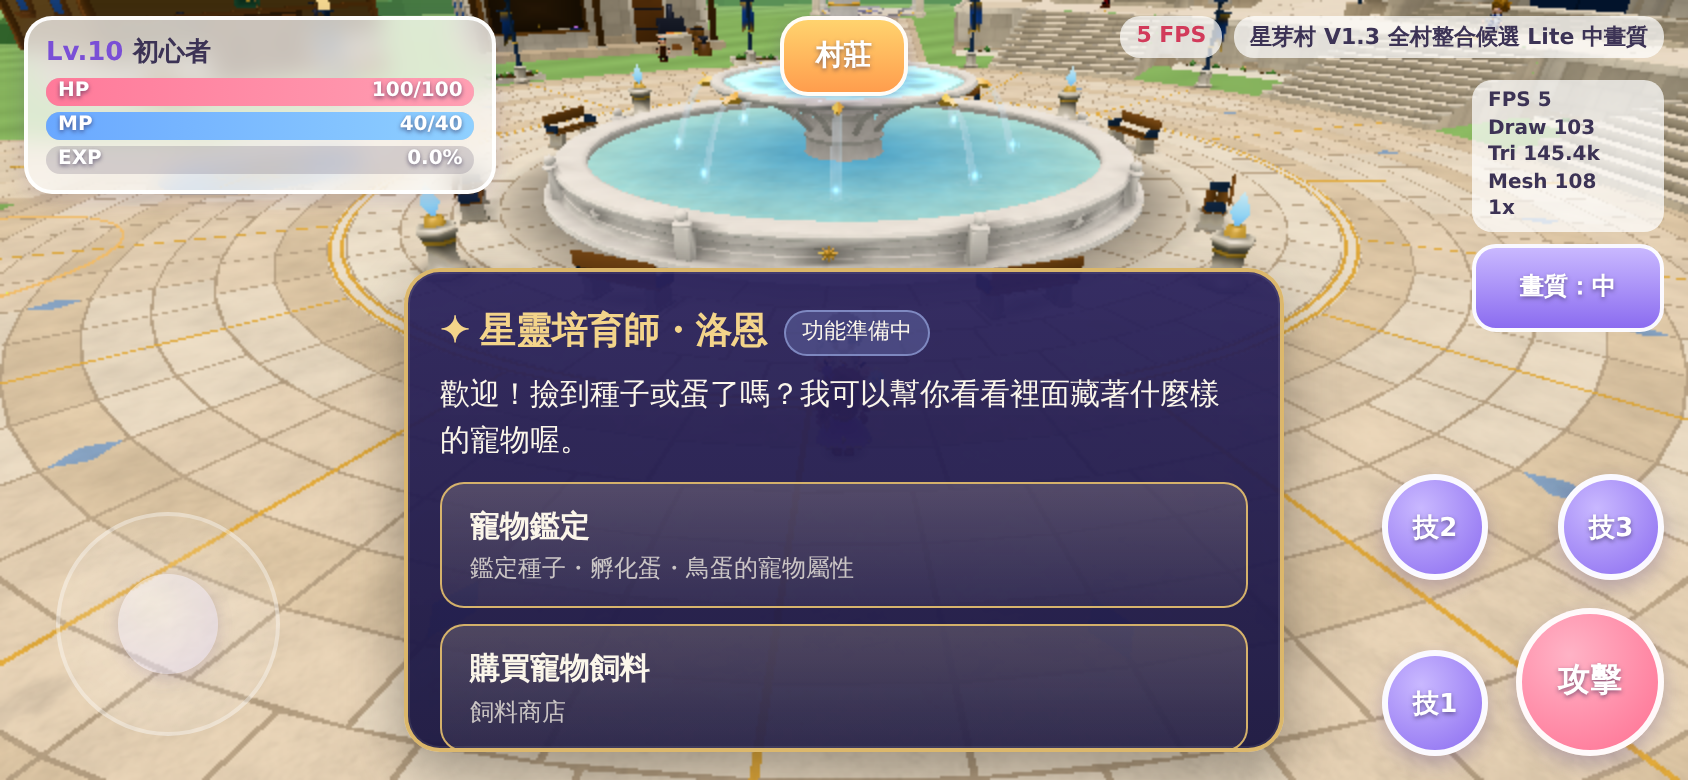 Lv.10 初心者
HP 100/100
MP 40/40
EXP 0.0%
村莊
5 FPS
星芽村 V1.3 全村整合候選 Lite 中畫質
FPS 5
Draw 103
Tri 145.4k
Mesh 108
1x
畫質：中
✦ 星靈培育師・洛恩 功能準備中
歡迎！撿到種子或蛋了嗎？我可以幫你看看裡面藏著什麼樣
的寵物喔。
寵物鑑定
鑑定種子・孵化蛋・鳥蛋的寵物屬性
購買寵物飼料
飼料商店
技2
技3
技1
攻擊